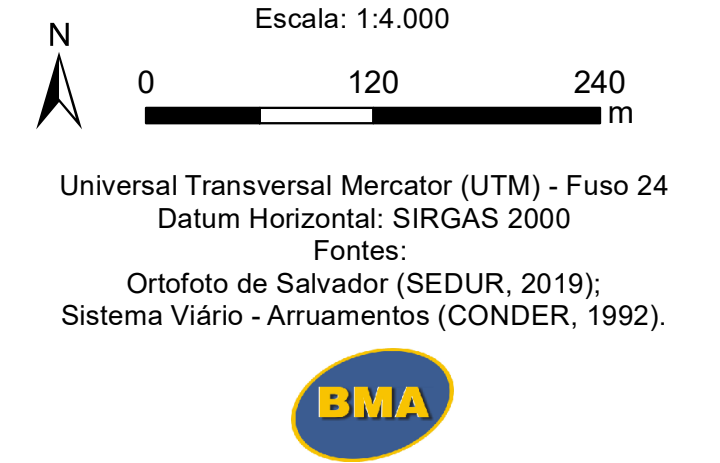 Escala: 1:4.000
N
0 120 240
m
Universal Transversal Mercator (UTM) - Fuso 24
Datum Horizontal: SIRGAS 2000
Fontes:
Ortofoto de Salvador (SEDUR, 2019);
Sistema Viário - Arruamentos (CONDER, 1992).
BMA